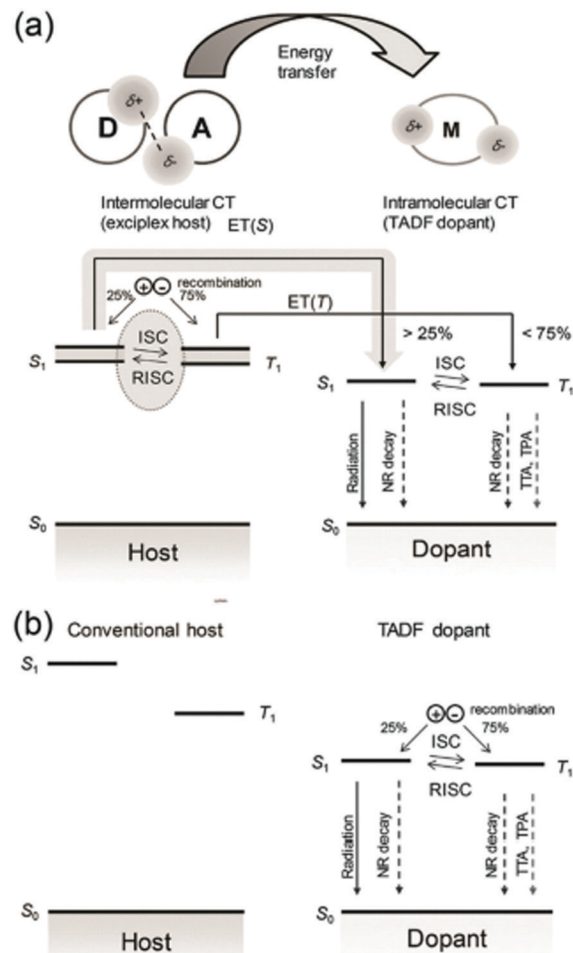 (a)
Energy
transfer
δ+
D
A
δ-
δ+
M
δ-
Intermolecular CT
(exciplex host)
ET(S)
Intramolecular CT
(TADF dopant)
+ - recombination
25%
75%
ET(T)
> 25%
< 75%
ISC
S1
T1
RISC
ISC
S1
T1
RISC
Radiation
NR decay
NR decay
TTA, TPA
S0
S0
Host
Dopant
(b)
Conventional host
TADF dopant
S1
T1
+ - recombination
25%
75%
ISC
S1
T1
RISC
Radiation
NR decay
NR decay
TTA, TPA
S0
S0
Host
Dopant